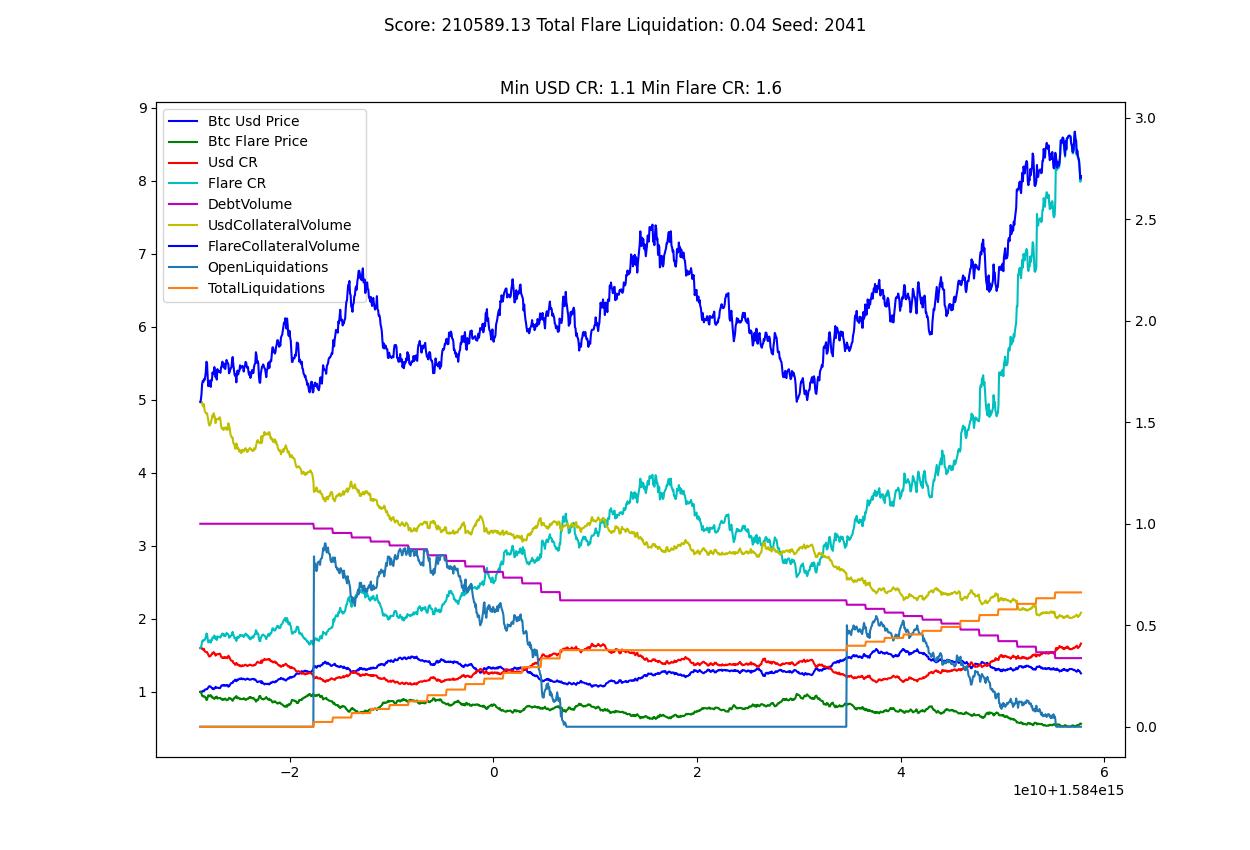 Score: 210589.13 Total Flare Liquidation: 0.04 Seed: 2041
Min USD CR: 1.1 Min Flare CR: 1.6
Btc Usd Price
Btc Flare Price
Usd CR
Flare CR
DebtVolume
UsdCollateralVolume
FlareCollateralVolume
OpenLiquidations
TotalLiquidations
9
8
7
6
5
4
3
2
1
3.0
2.5
2.0
1.5
1.0
0.5
0.0
−2
0
2
4
6
1e10+1.584e15